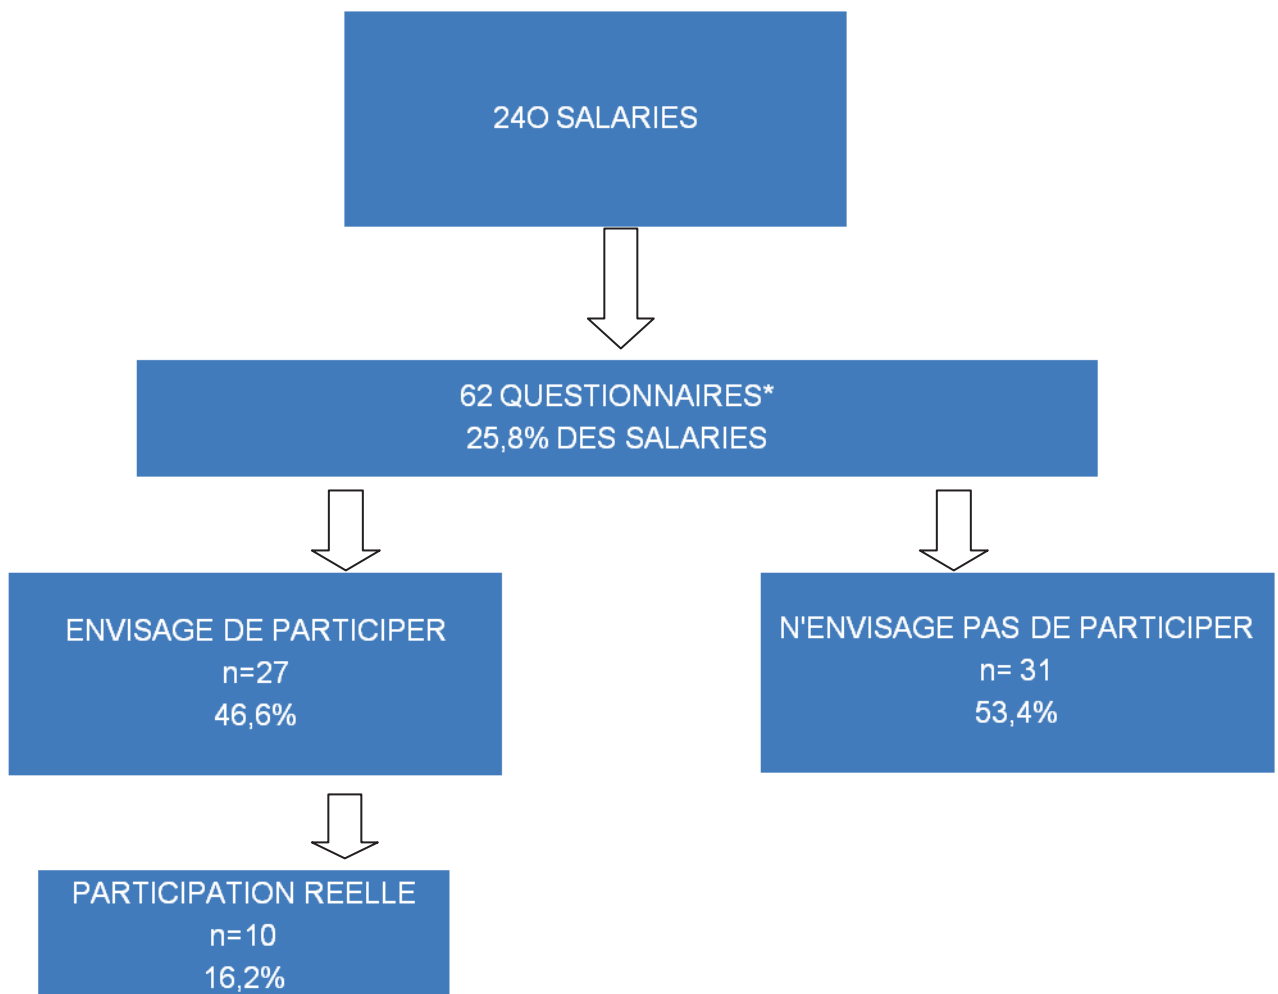 24O SALARIES
62 QUESTIONNAIRES*
25,8% DES SALARIES
ENVISAGE DE PARTICIPER
n=27
46,6%
N'ENVISAGE PAS DE PARTICIPER
n= 31
53,4%
PARTICIPATION REELLE
n=10
16,2%